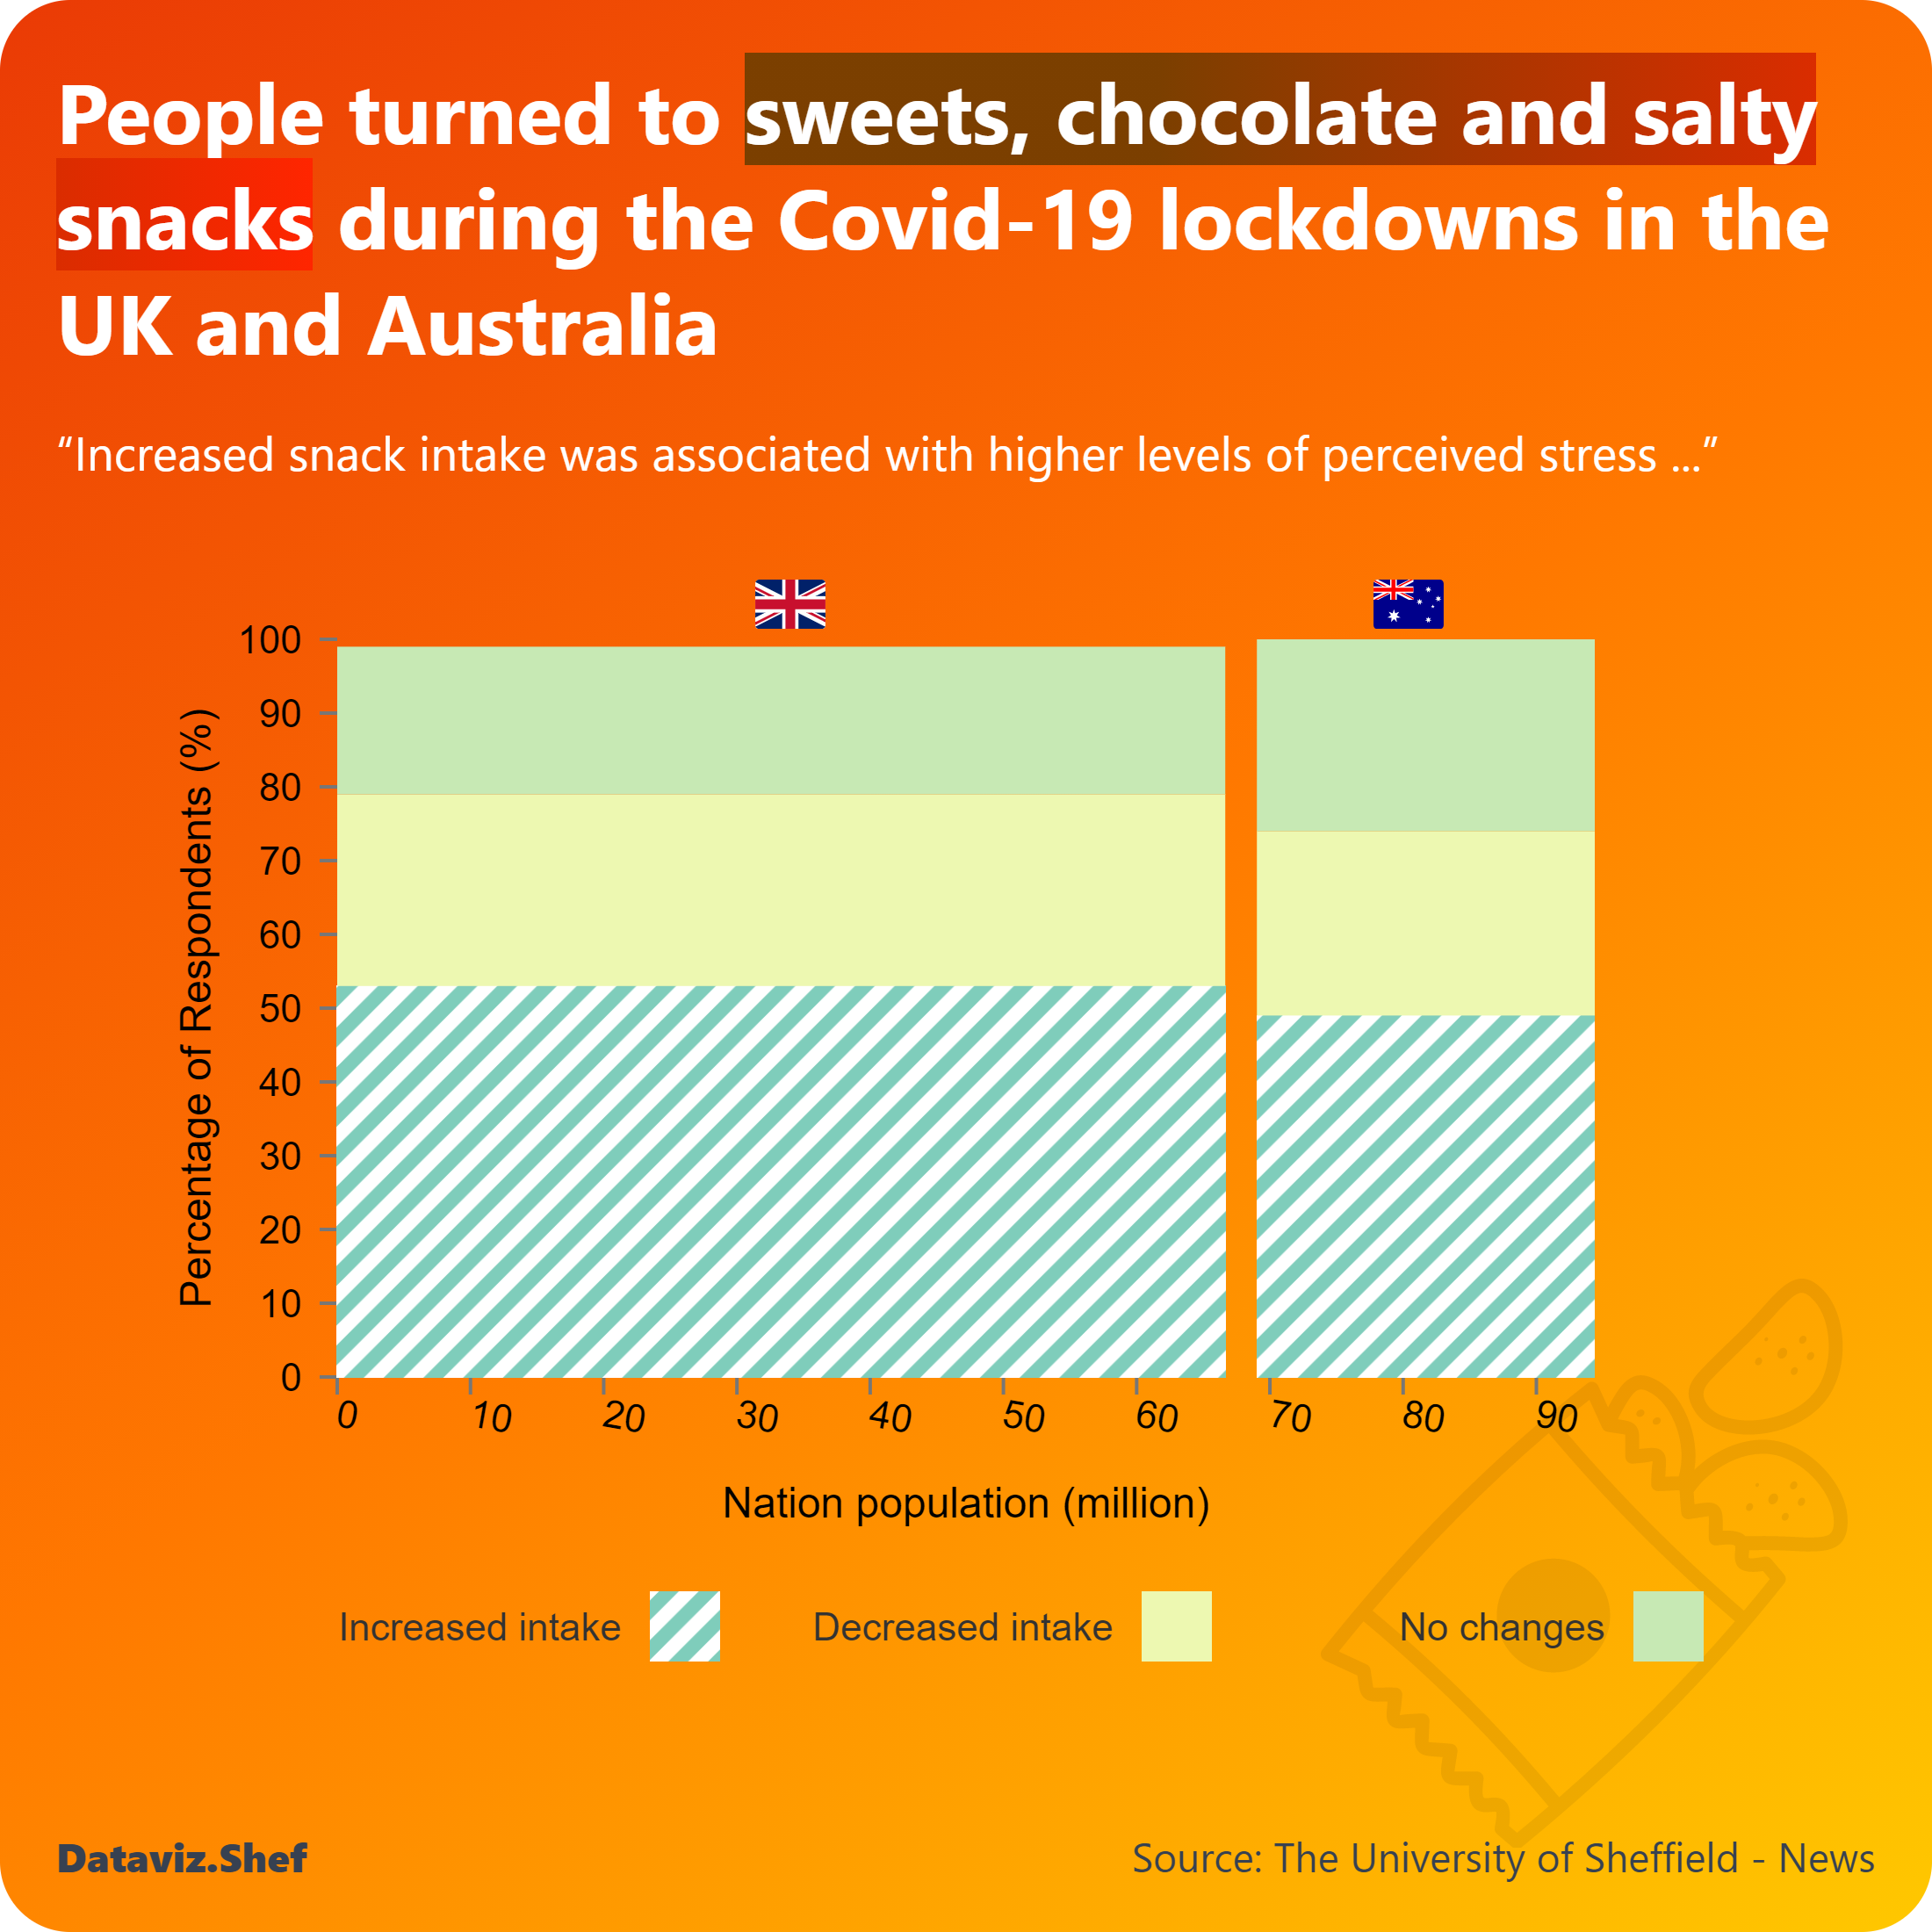 People turned to sweets, chocolate and salty
snacks during the Covid-19 lockdowns in the
UK and Australia
“Increased snack intake was associated with higher levels of perceived stress ...”
100
90
80
70
60
50
40
30
20
10
0
Percentage of Respondents (%)
0 10 20 30 40 50 60 70 80 90
Nation population (million)
Increased intake Decreased intake No changes
Dataviz.Shef Source: The University of Sheffield - News